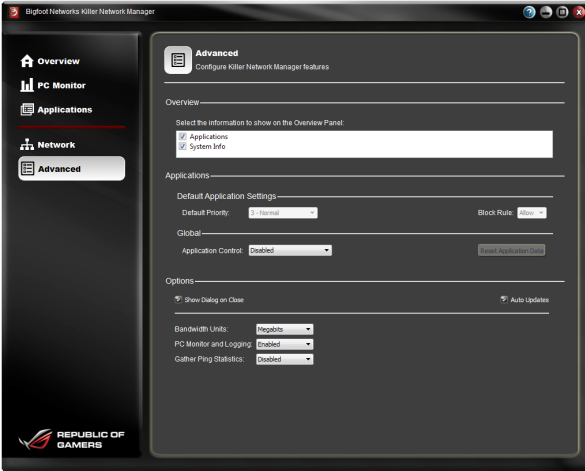 Bigfoot Networks Killer Network Manager
Overview
PC Monitor
Applications
Network
Advanced
REPUBLIC OF
GAMERS
Advanced
Configure Killer Network Manager features
Overview
Select the information to show on the Overview Panel:
Applications
System Info
Applications
Default Application Settings
Default Priority: 3 - Normal Block Rule: Allow
Global
Application Control: Disabled Reset Application Data
Options
Show Dialog on Close Auto Updates
Bandwidth Units: Megabits
PC Monitor and Logging: Enabled
Gather Ping Statistics: Disabled